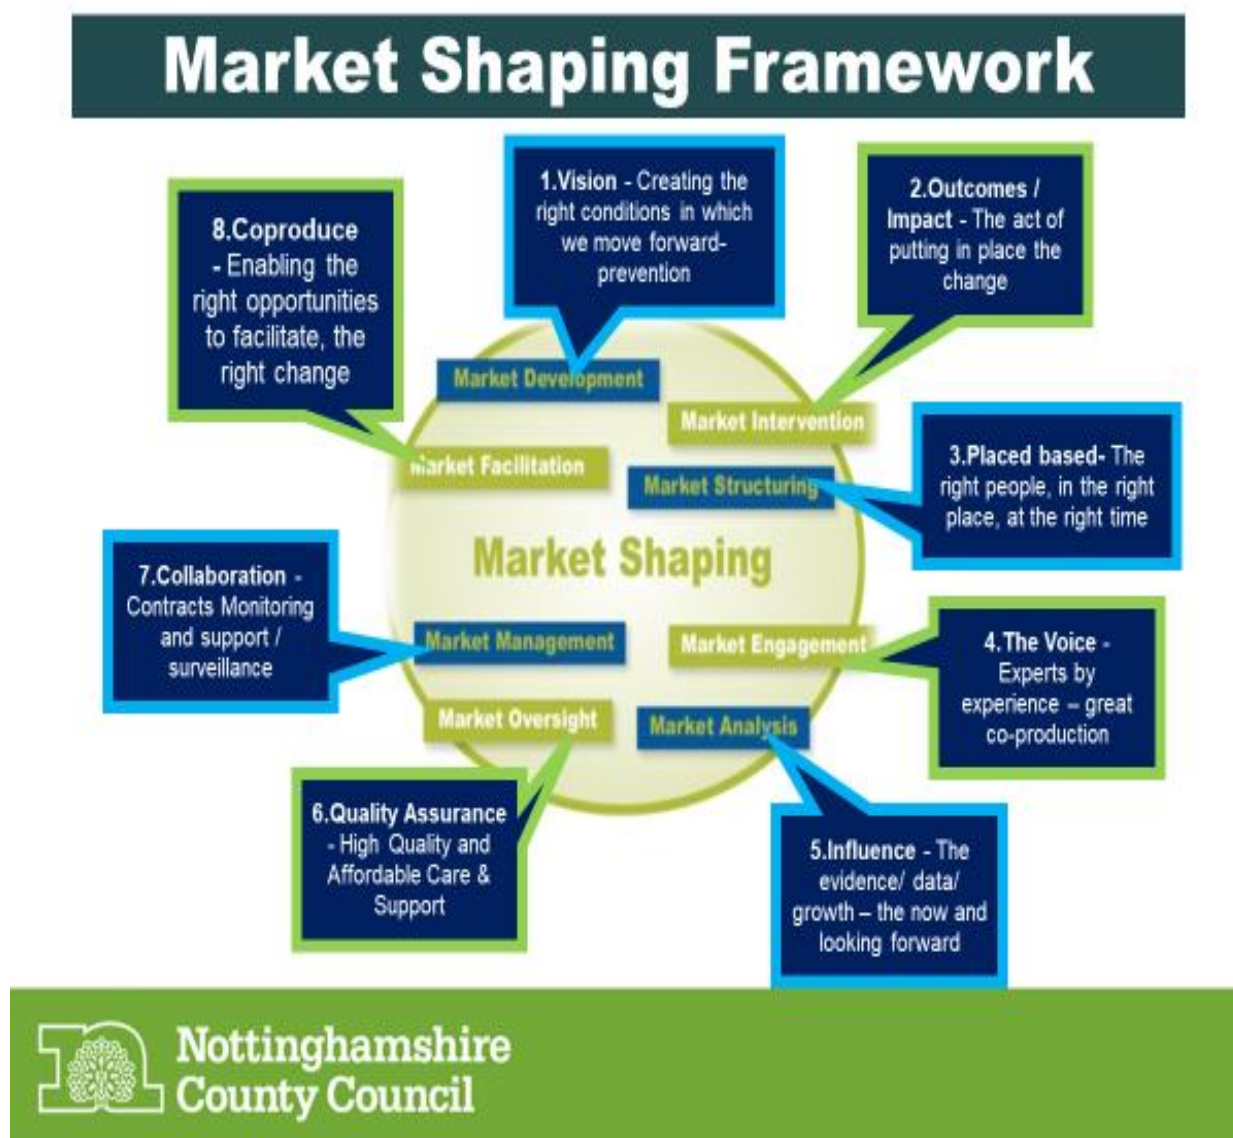 Market Shaping Framework
1.Vision - Creating the
right conditions in which
we move forward-
prevention
2.Outcomes /
Impact - The act of
putting in place the
change
8.Coproduce
- Enabling the
right opportunities
to facilitate, the
right change
Market Development
Market Intervention
Market Facilitation
Market Structuring
3.Placed based- The
right people, in the right
place, at the right time
Market Shaping
7.Collaboration -
Contracts Monitoring
and support /
surveillance
Market Management
Market Engagement
4.The Voice -
Experts by
experience – great
co-production
Market Oversight
Market Analysis
6.Quality Assurance
- High Quality and
Affordable Care &
Support
5.Influence - The
evidence/ data/
growth – the now and
looking forward
Nottinghamshire
County Council